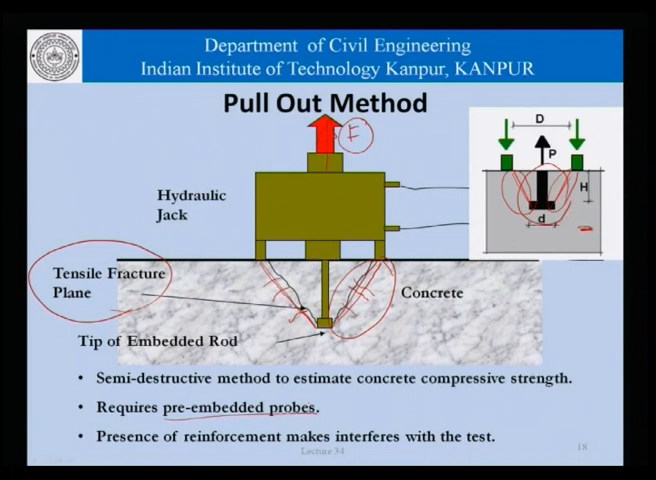 Department of Civil Engineering
Indian Institute of Technology Kanpur, KANPUR
Pull Out Method
F
D
P
H
d
Hydraulic
Jack
Tensile Fracture
Plane
Concrete
Tip of Embedded Rod
• Semi-destructive method to estimate concrete compressive strength.
• Requires pre-embedded probes.
• Presence of reinforcement makes interferes with the test.
Lecture 34
18